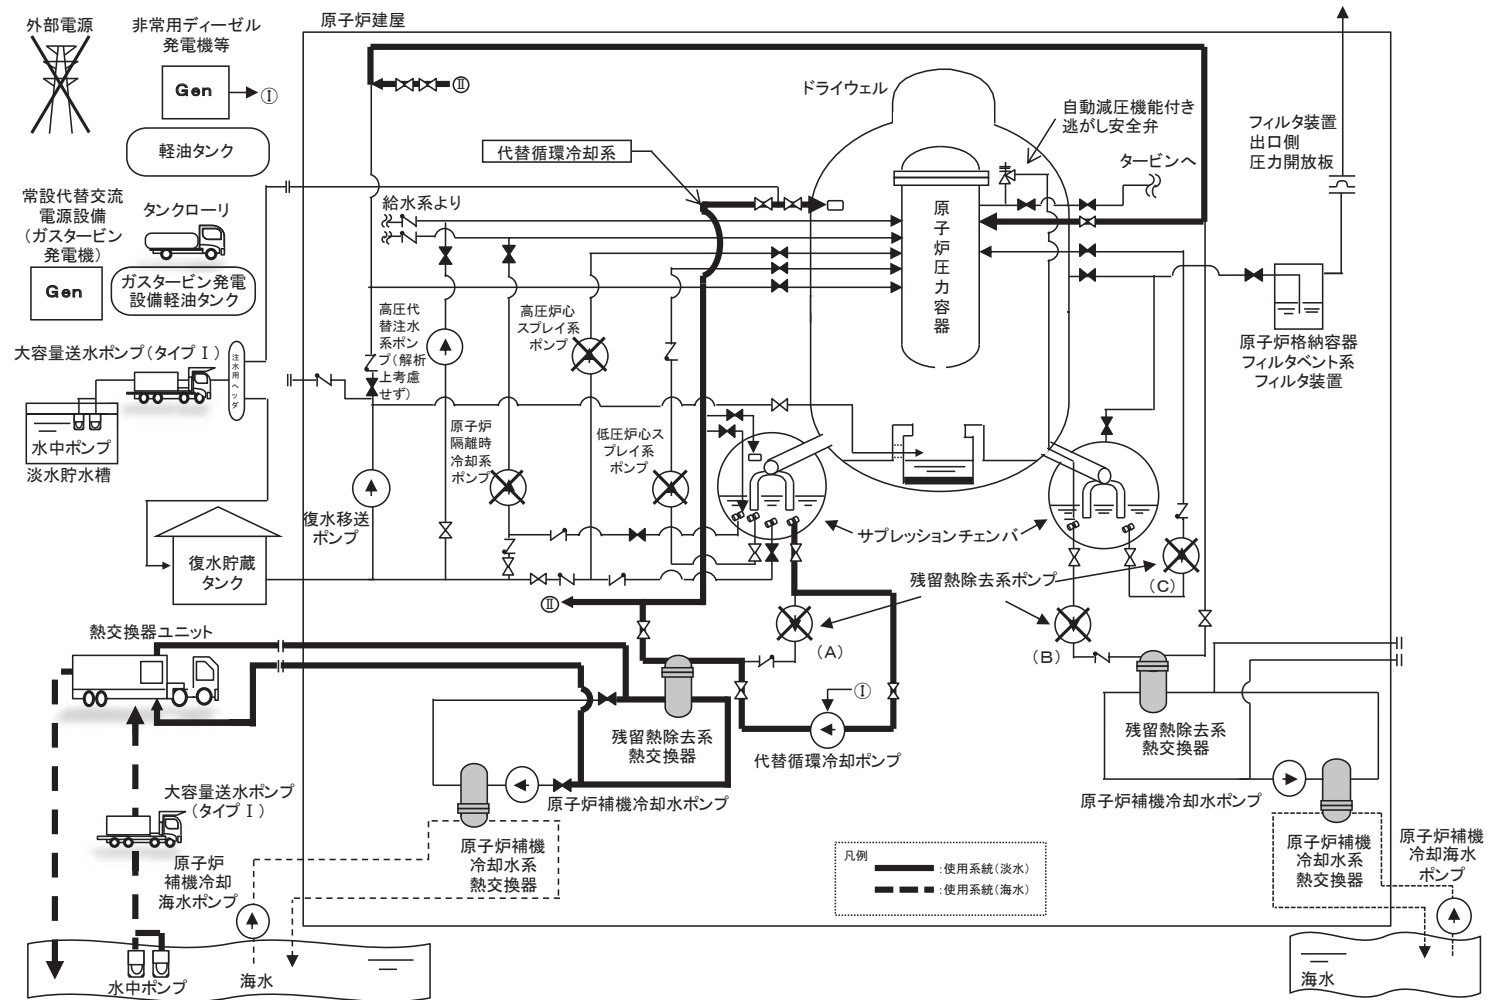 外部電源
非常用ディーゼル
発電機等
Gen
Ⅰ
軽油タンク
常設代替交流
電源設備
(ガスタービン
発電機)
Gen
タンクローリ
ガスタービン発電
設備軽油タンク
大容量送水ポンプ(タイプⅠ)
注水用ヘッダ
水中ポンプ
淡水貯水槽
復水貯蔵
タンク
原子炉建屋
Ⅱ
代替循環冷却系
給水系より
高圧代
替注水
系ポン
プ(解析
上考慮
せず)
高圧炉心
スプレイ系
ポンプ
原子炉
隔離時
冷却系
ポンプ
低圧炉心ス
プレイ系
ポンプ
復水移送
ポンプ
ドライウェル
原子炉圧力容器
自動減圧機能付き
逃がし安全弁
タービンへ
フィルタ装置
出口側
圧力開放板
原子炉格納容器
フィルタベント系
フィルタ装置
サプレッションチェンバ
残留熱除去系ポンプ
(A)
(B)
(C)
Ⅱ
熱交換器ユニット
残留熱除去系
熱交換器
Ⅰ
代替循環冷却ポンプ
原子炉補機冷却水ポンプ
残留熱除去系
熱交換器
原子炉補機冷却水ポンプ
大容量送水ポンプ
(タイプⅠ)
原子炉
補機冷却
海水ポンプ
原子炉補機
冷却水系
熱交換器
凡例
:使用系統(淡水)
:使用系統(海水)
原子炉補機
冷却水系
熱交換器
原子炉補機
冷却海水
ポンプ
水中ポンプ
海水
海水